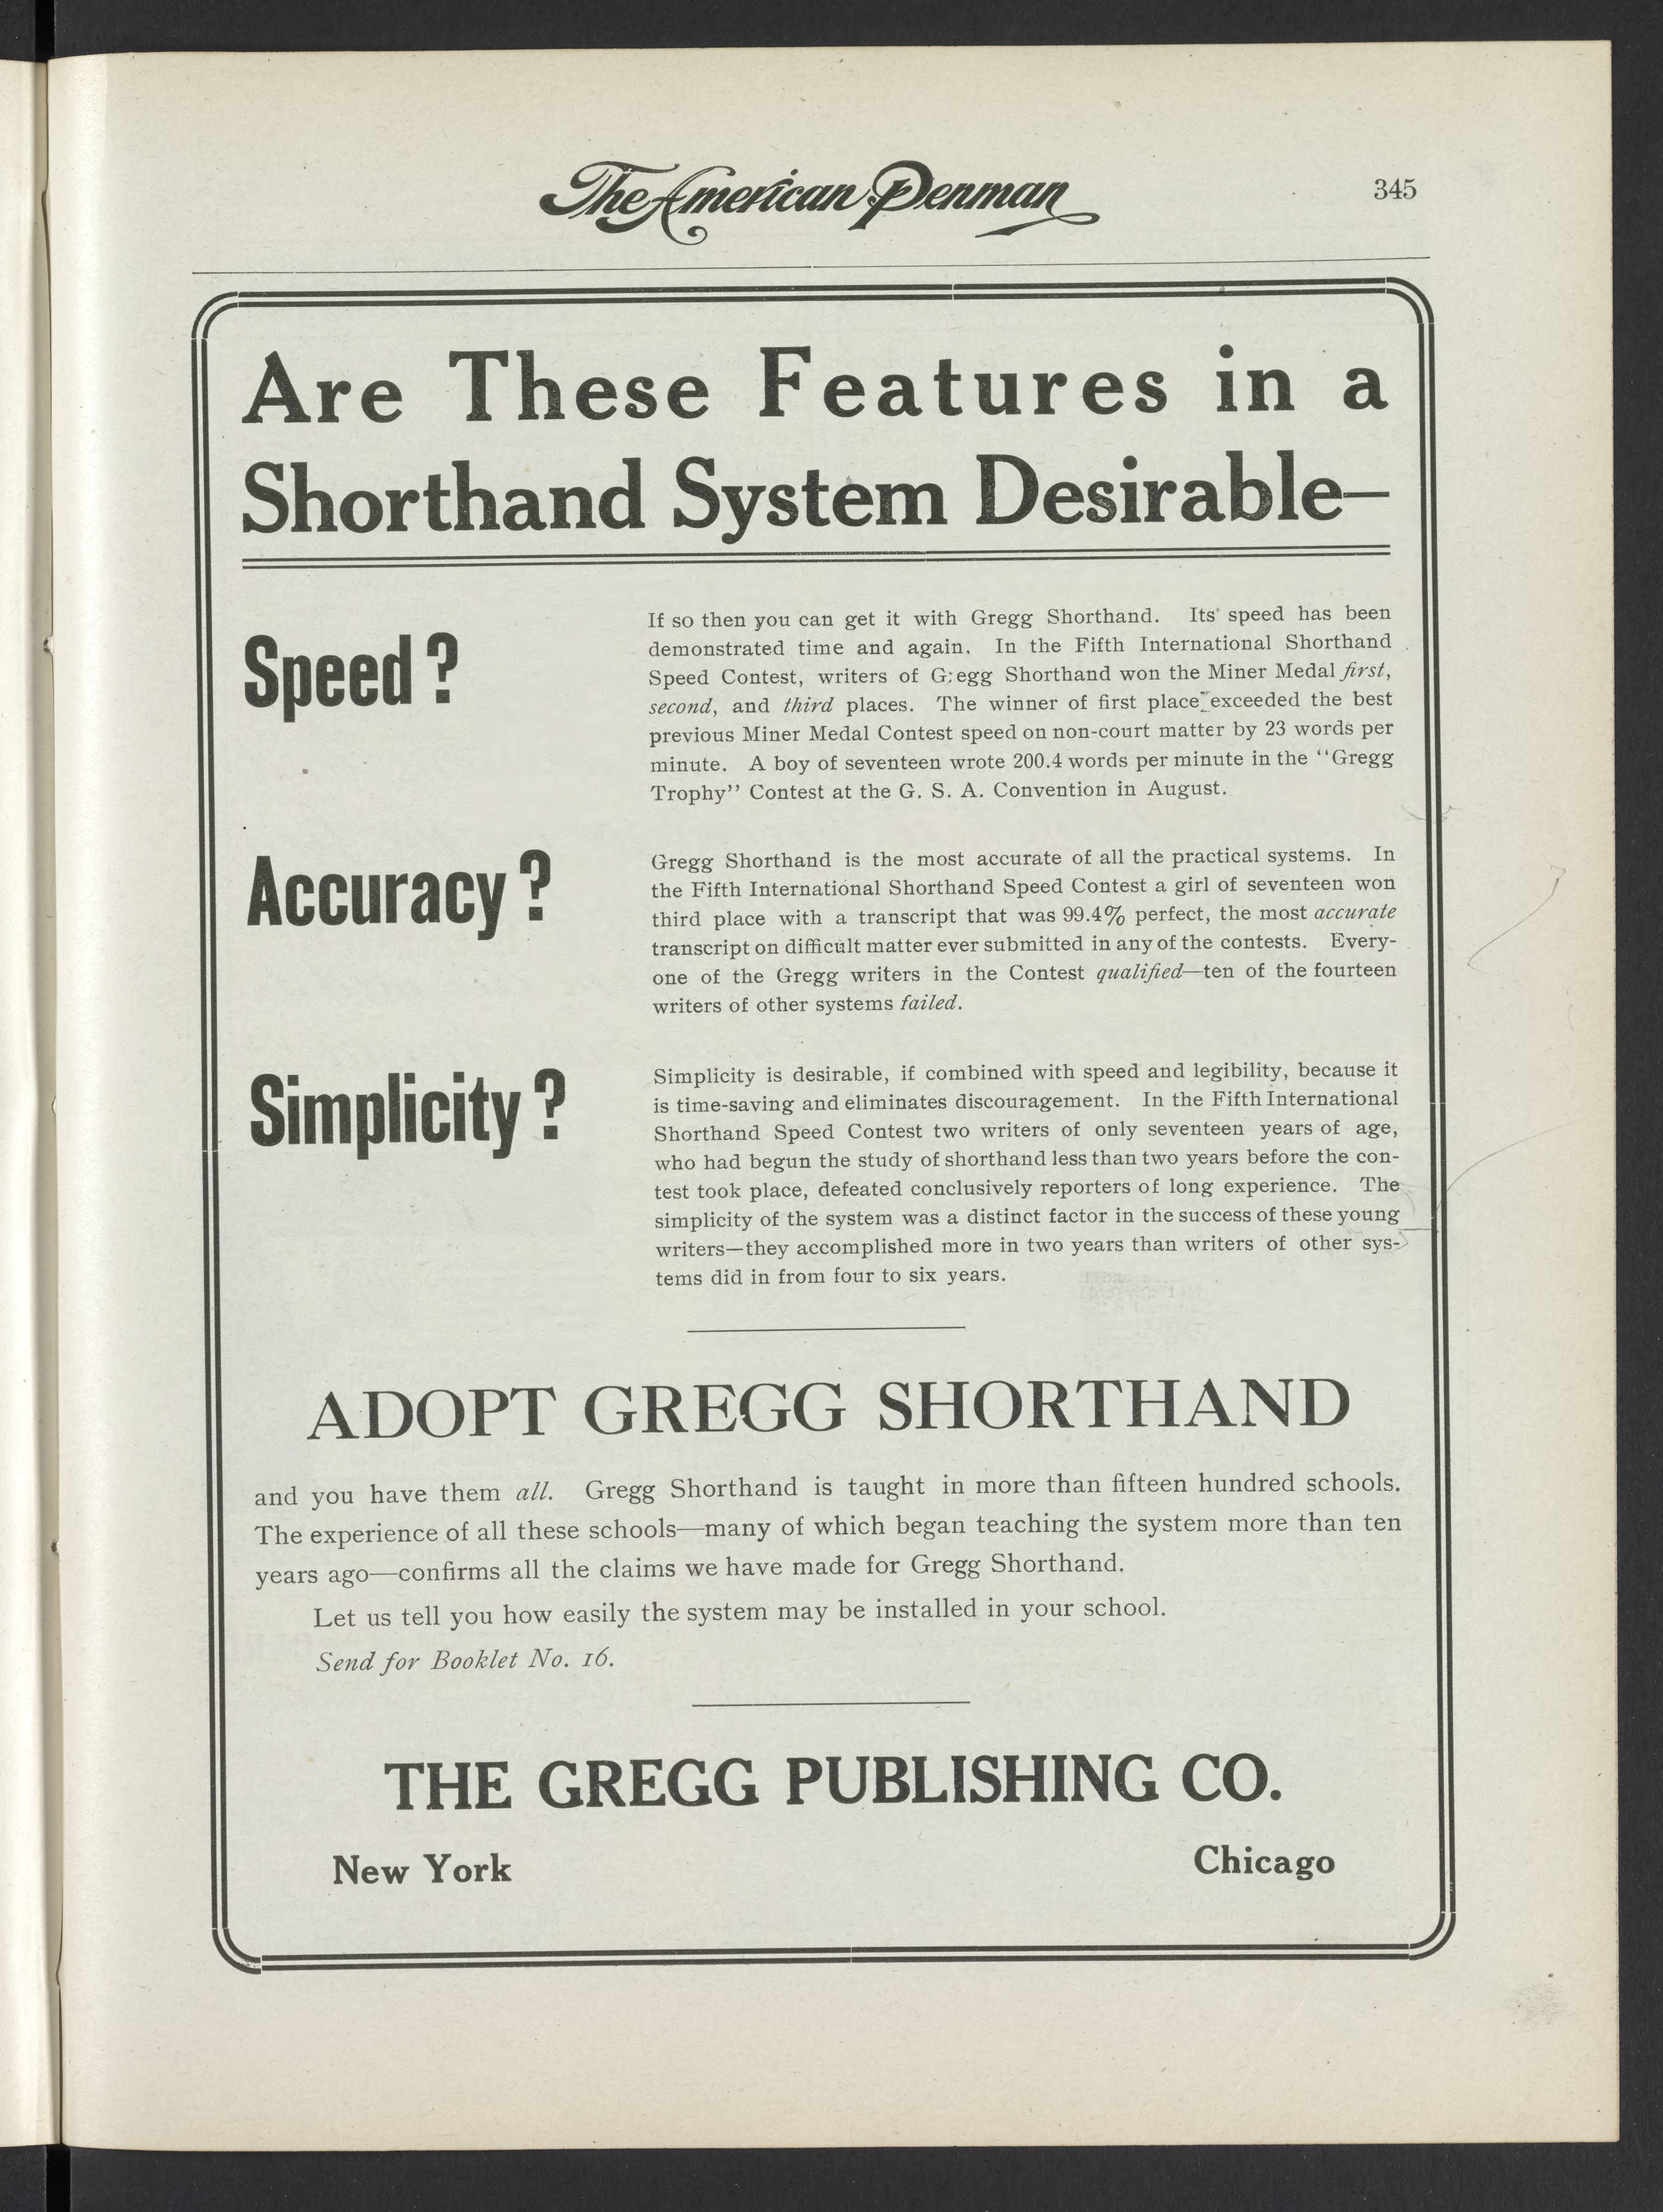 The American Penman
345
Are These Features in a
Shorthand System Desirable—
Speed?
If so then you can get it with Gregg Shorthand. Its speed has been
demonstrated time and again. In the Fifth International Shorthand
Speed Contest, writers of Gregg Shorthand won the Miner Medal first,
second, and third places. The winner of first place exceeded the best
previous Miner Medal Contest speed on non-court matter by 23 words per
minute. A boy of seventeen wrote 200.4 words per minute in the "Gregg
Trophy" Contest at the G. S. A. Convention in August.
Accuracy?
Gregg Shorthand is the most accurate of all the practical systems. In
the Fifth International Shorthand Speed Contest a girl of seventeen won
third place with a transcript that was 99.4% perfect, the most accurate
transcript on difficult matter ever submitted in any of the contests. Every-
one of the Gregg writers in the Contest qualified—ten of the fourteen
writers of other systems failed.
Simplicity?
Simplicity is desirable, if combined with speed and legibility, because it
is time-saving and eliminates discouragement. In the Fifth International
Shorthand Speed Contest two writers of only seventeen years of age,
who had begun the study of shorthand less than two years before the con-
test took place, defeated conclusively reporters of long experience. The
simplicity of the system was a distinct factor in the success of these young
writers—they accomplished more in two years than writers of other sys-
tems did in from four to six years.
ADOPT GREGG SHORTHAND
and you have them all. Gregg Shorthand is taught in more than fifteen hundred schools.
The experience of all these schools—many of which began teaching the system more than ten
years ago—confirms all the claims we have made for Gregg Shorthand.
Let us tell you how easily the system may be installed in your school.
Send for Booklet No. 16.
THE GREGG PUBLISHING CO.
New York
Chicago